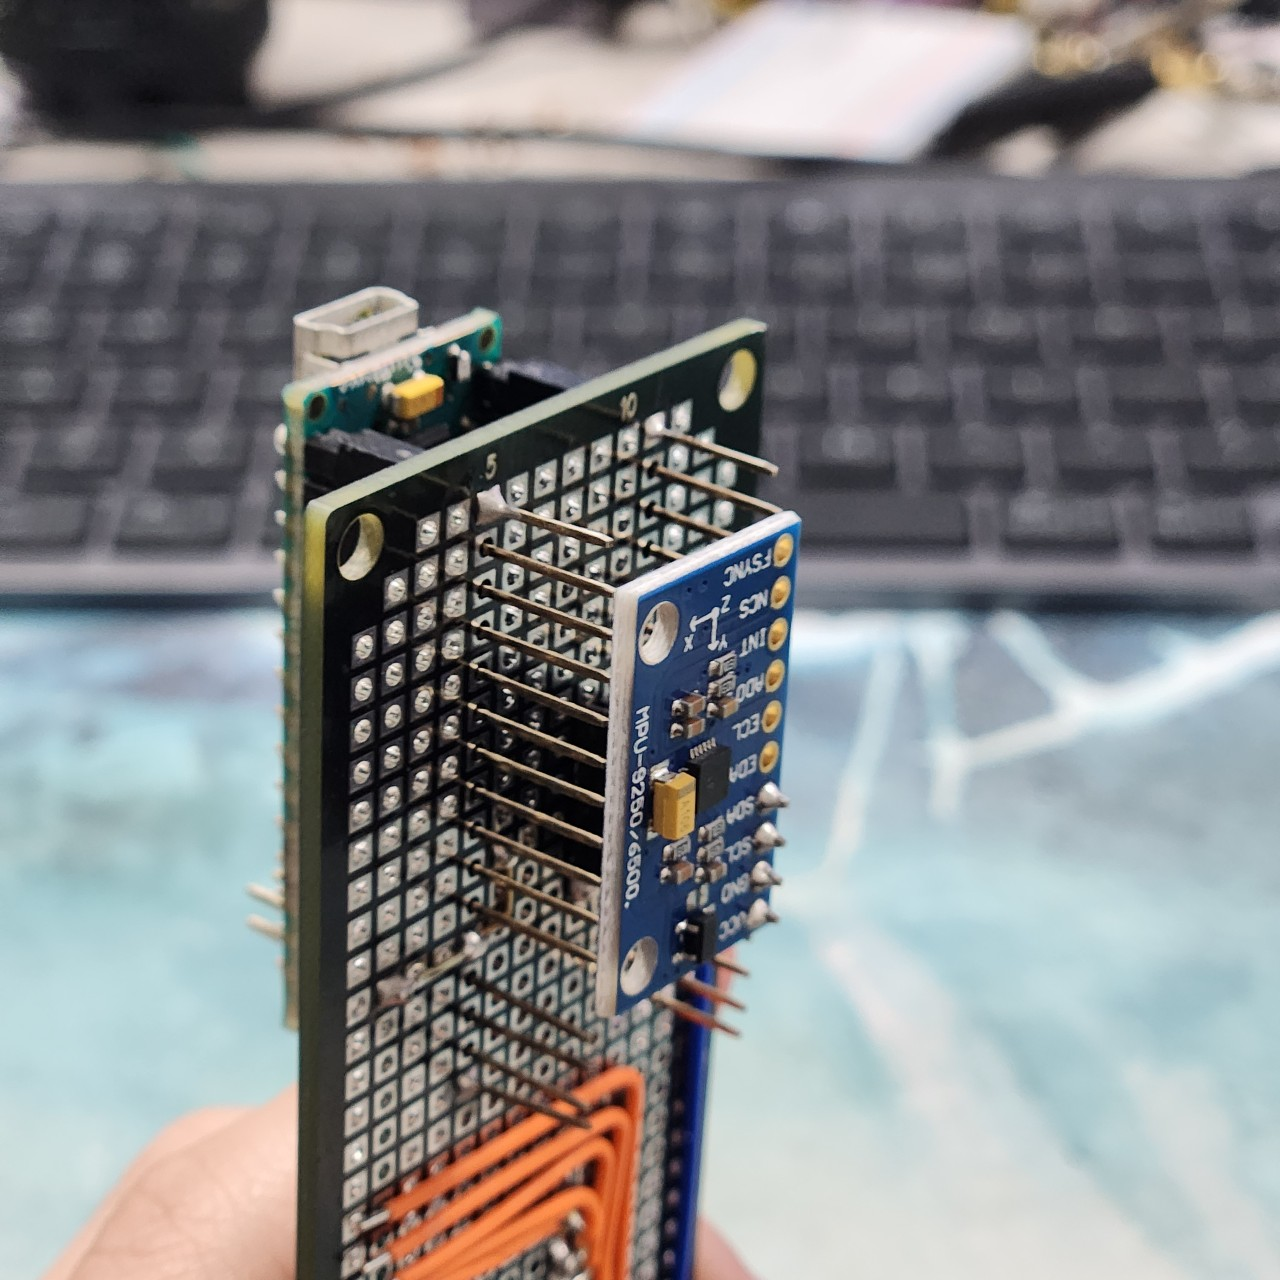 10
5
FSYNC
NCS
INT
AD0
ECL
EDA
SDA
SCL
GND
VCC
Z
X
Y
MPU-9250/6500.